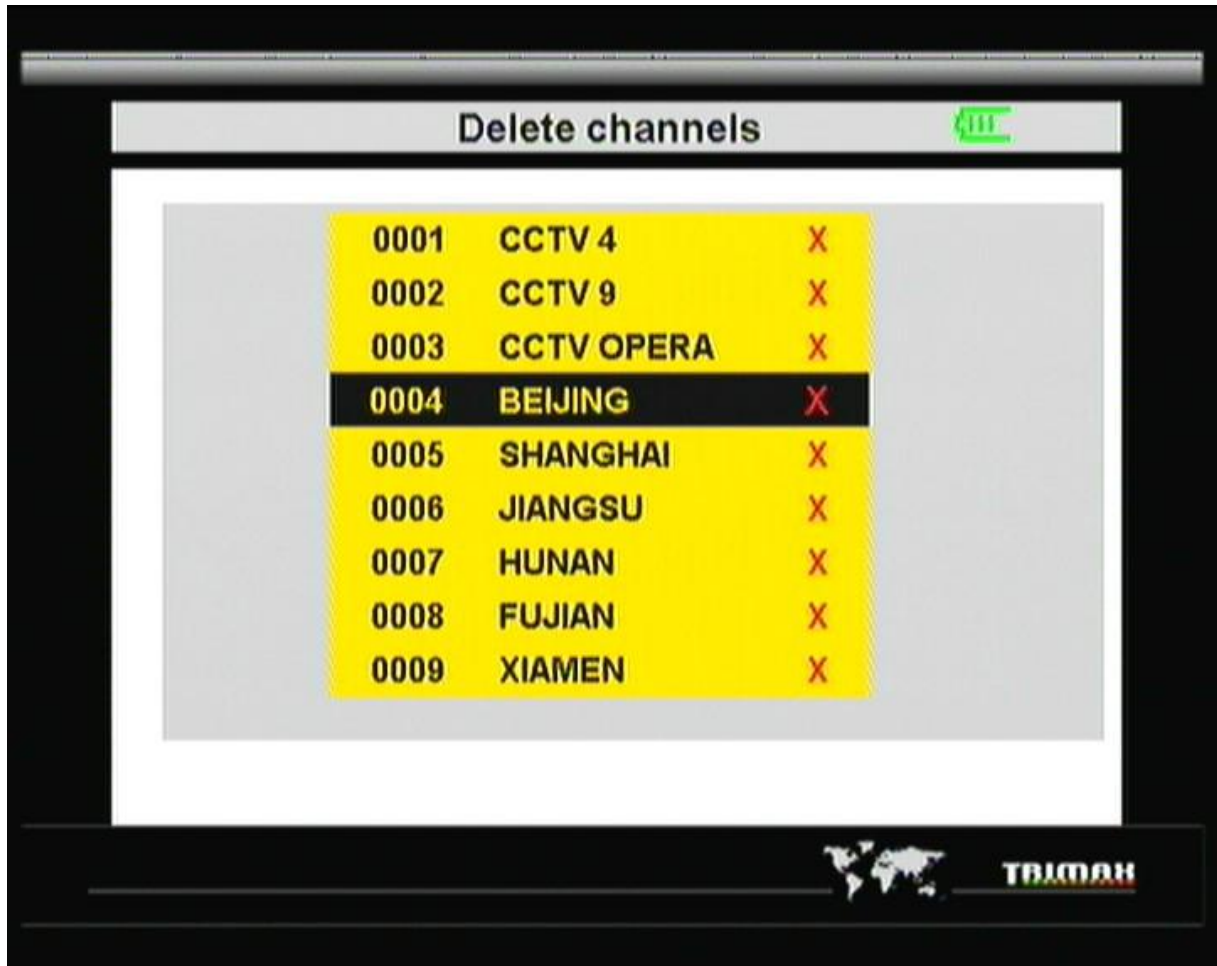 Delete channels
0001 CCTV 4 X
0002 CCTV 9 X
0003 CCTV OPERA X
0004 BEIJING X
0005 SHANGHAI X
0006 JIANGSU X
0007 HUNAN X
0008 FUJIAN X
0009 XIAMEN X
TRIMAX